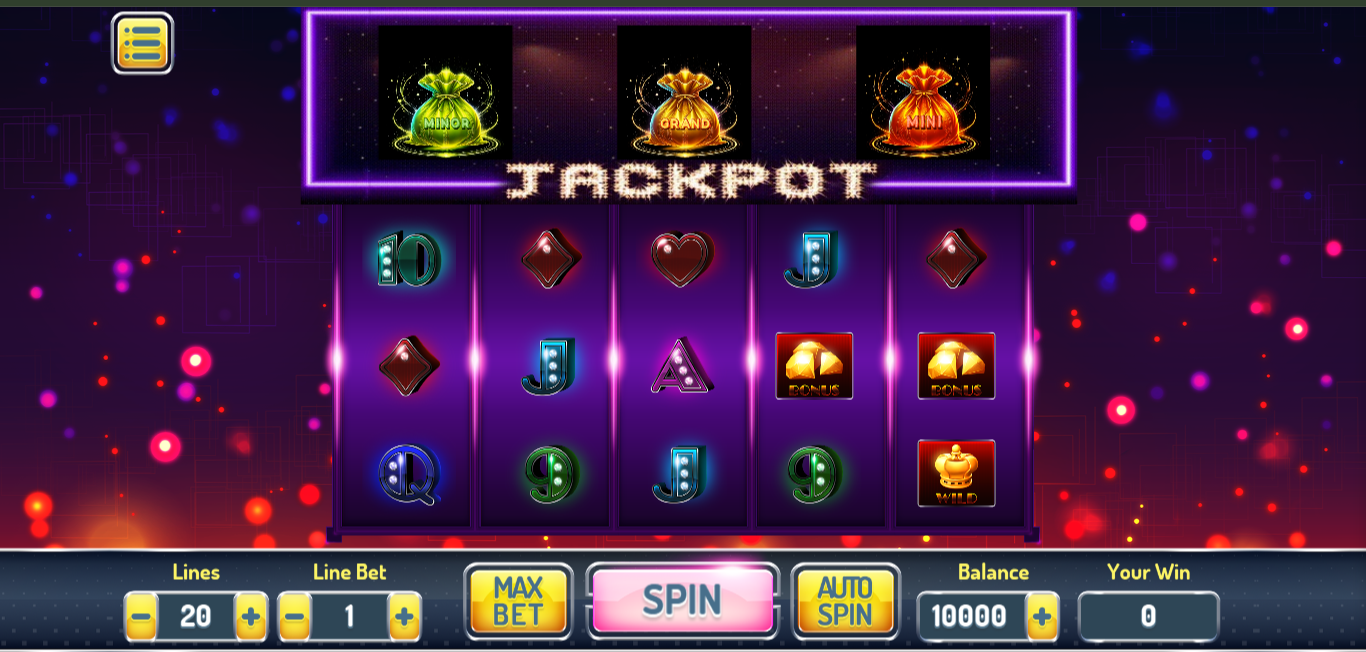 MINOR GRAND MINI
JACKPOT
10 J
J A BONUS BONUS
Q 9 J 9 WILD
Lines Line Bet MAX BET SPIN AUTO SPIN Balance Your Win
- 20 + - 1 + 10000 + 0